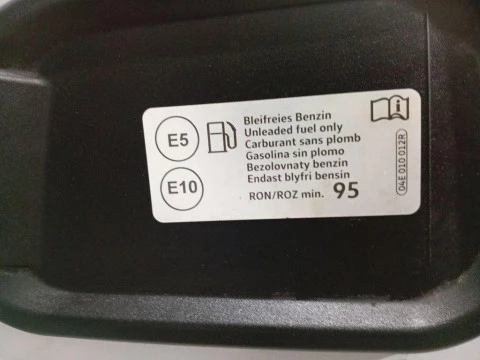 E5
E10
Bleifreies Benzin
Unleaded fuel only
Carburant sans plomb
Gasolina sin plomo
Bezolovnaty benzin
Endast blyfri bensin
RON/ROZ min. 95
04E 010 012R